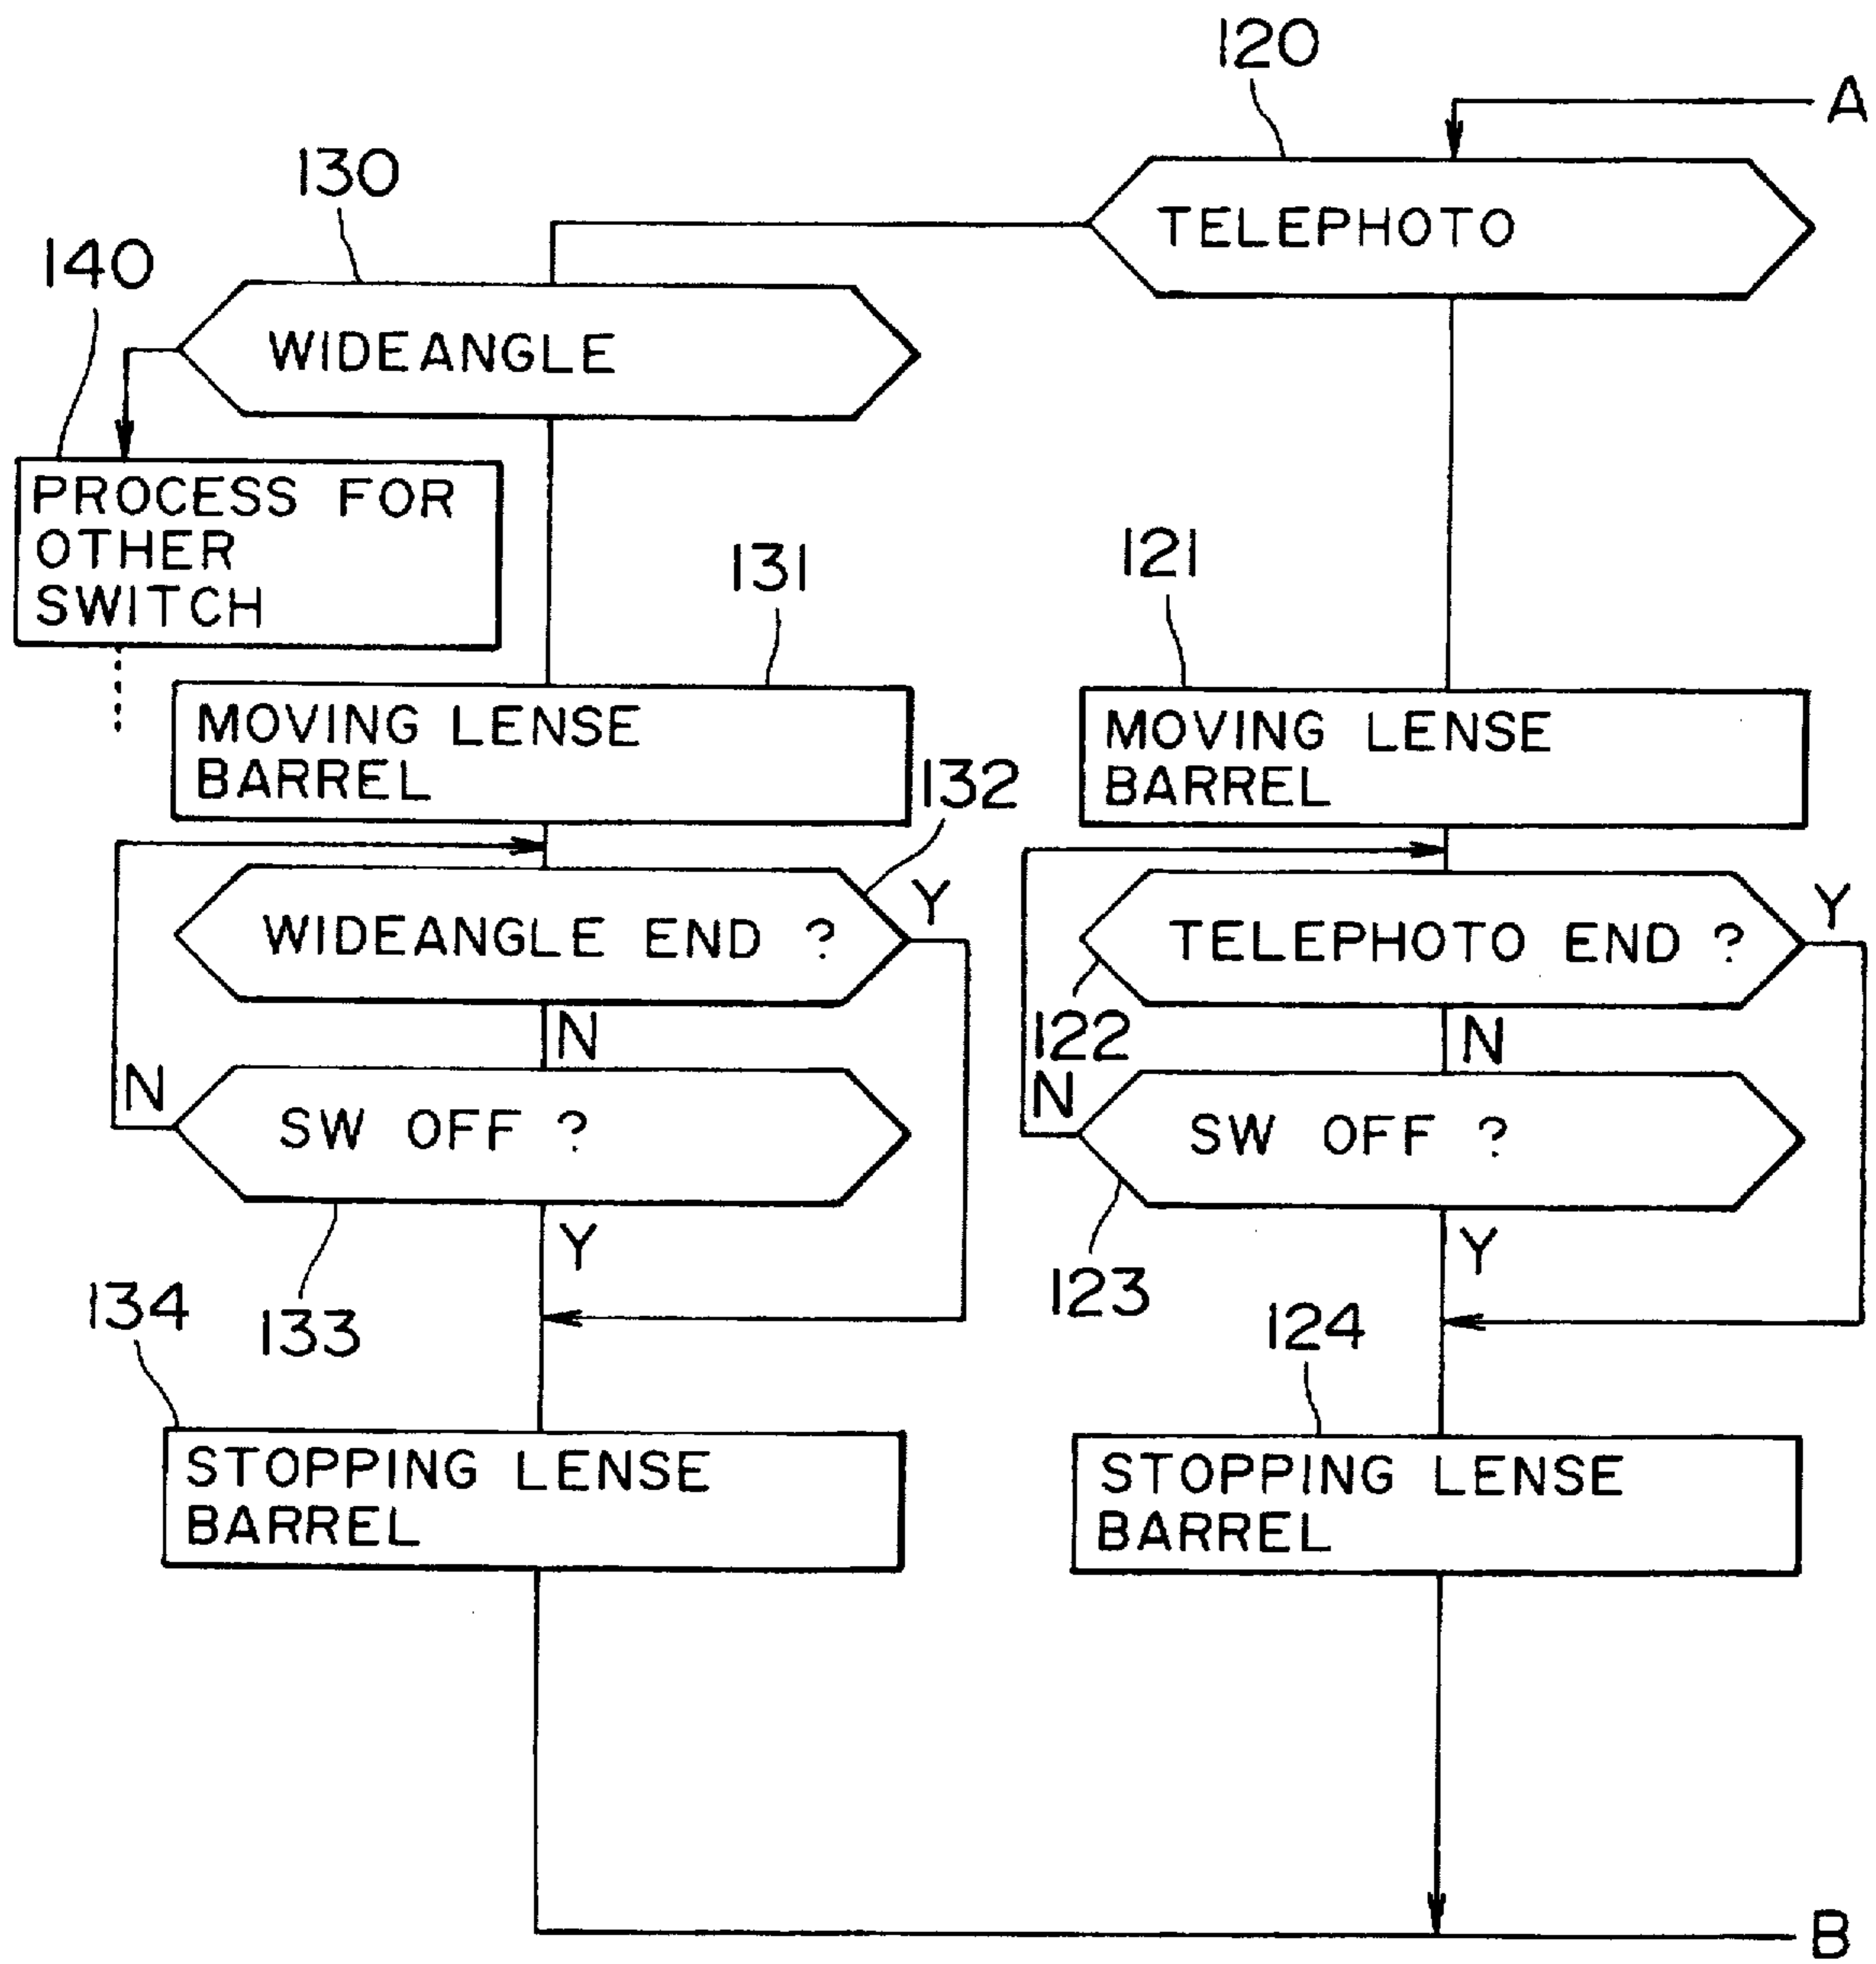 120
A
TELEPHOTO
130
WIDEANGLE
140
PROCESS FOR
OTHER
SWITCH
131
MOVING LENSE
BARREL
121
MOVING LENSE
BARREL
132
WIDEANGLE END ?
Y
N
TELEPHOTO END ?
Y
122
N
SW OFF ?
N
Y
133
SW OFF ?
N
Y
123
134
STOPPING LENSE
BARREL
124
STOPPING LENSE
BARREL
B